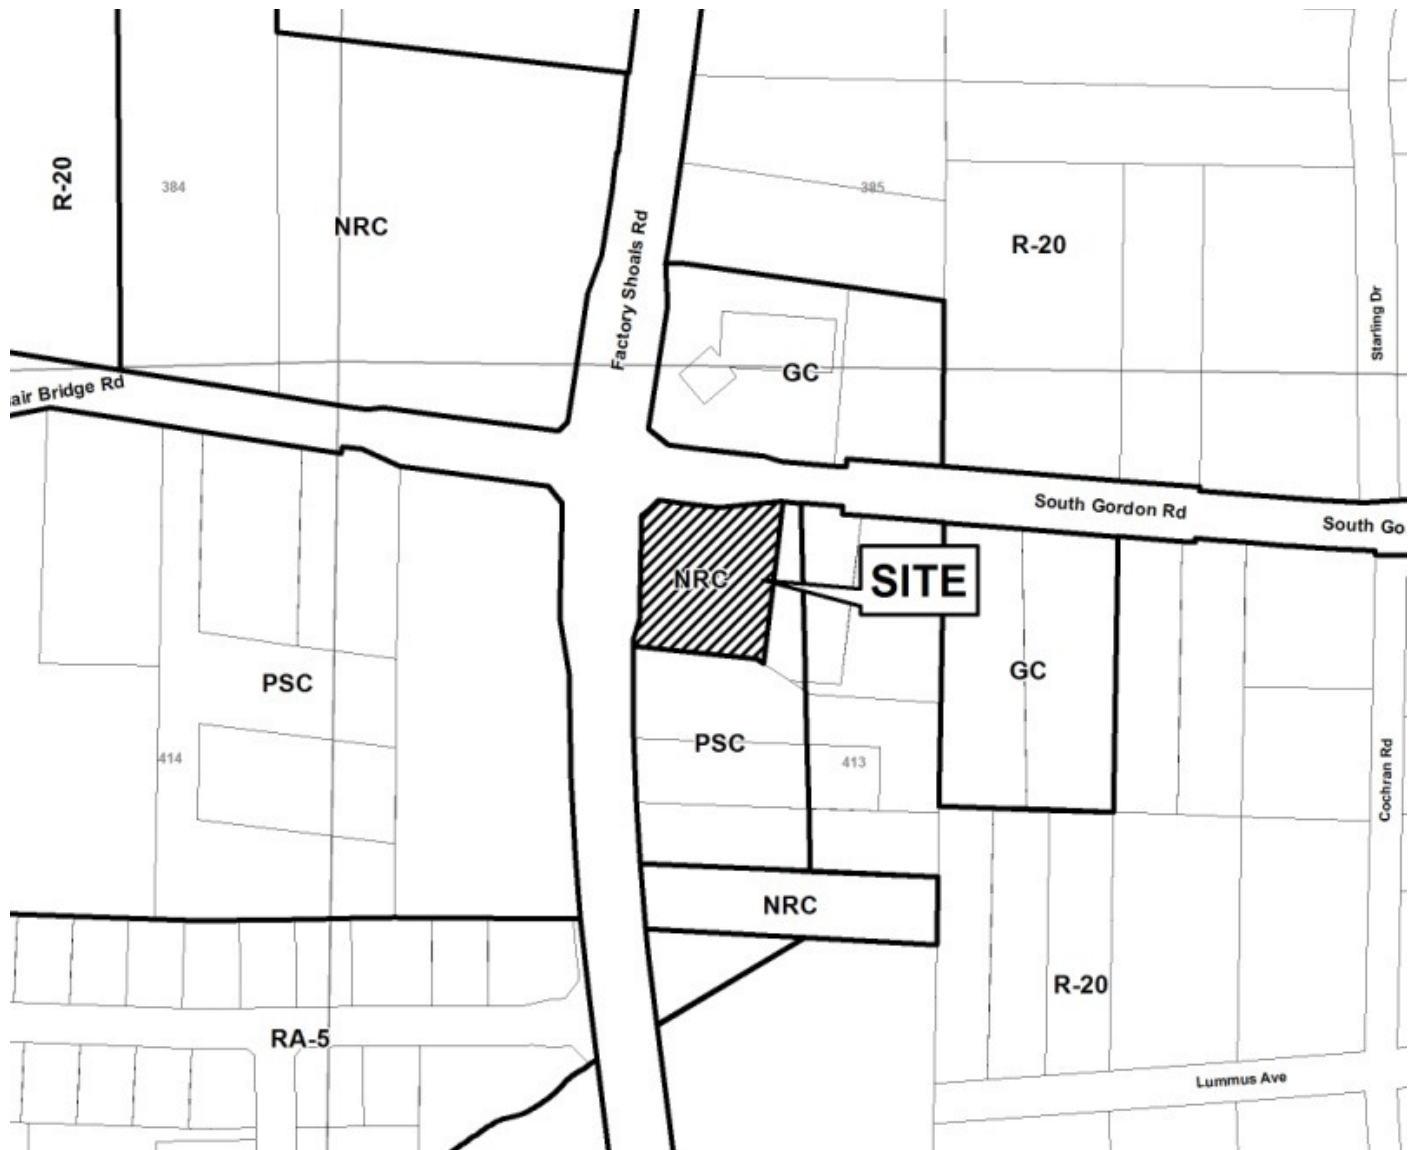 R-20
384
NRC
Factory Shoals Rd
385
R-20
Starling Dr
GC
air Bridge Rd
South Gordon Rd
South Go
NRC
SITE
PSC
GC
PSC
414
413
Cochran Rd
NRC
R-20
RA-5
Lummus Ave